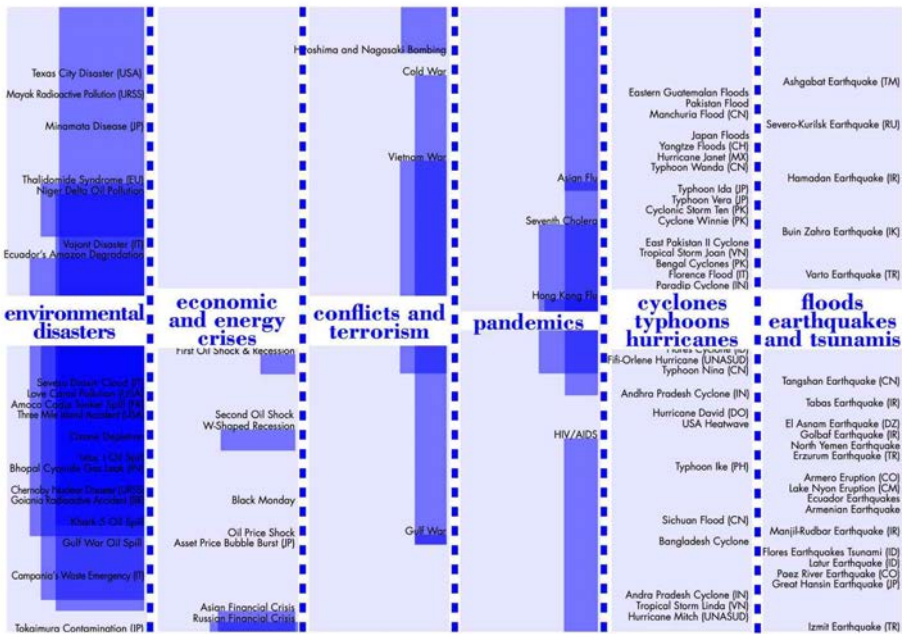 Texas City Disaster (USA)
Mayak Radioactive Pollution (URSS)
Minamata Disease (JP)
Thalidomide Syndrome (EU)
Niger Delta Oil Pollution
Vajont Disaster (IT)
Ecuador's Amazon Degradation
environmental
disasters
Love Canal Pollution (USA)
Three Mile Island Accident (USA)
Ozone Depletion
Bhopal Cyanide Gas Leak (IN)
Goiania Radioactive Accident (BR)
Khark 5 Oil Spill
Gulf War Oil Spill
Campania's Waste Emergency (IT)
Tokaimura Contamination (JP)
economic
and energy
crises
First Oil Shock & Recession
Second Oil Shock
W-Shaped Recession
Black Monday
Oil Price Shock
Asset Price Bubble Burst (JP)
Asian Financial Crisis
Russian Financial Crisis
Hiroshima and Nagasaki Bombing
Cold War
Vietnam War
conflicts and
terrorism
Gulf War
Asian Flu
Seventh Cholera
Hong Kong Flu
pandemics
HIV/AIDS
Eastern Guatemalan Floods
Pakistan Flood
Manchuria Flood (CN)
Japan Floods
Yangtze Floods (CH)
Hurricane Janet (MX)
Typhoon Wanda (CN)
Typhoon Ida (JP)
Typhoon Vera (JP)
Cyclonic Storm Ten (PK)
Cyclone Winnie (PK)
East Pakistan II Cyclone
Tropical Storm Joan (VN)
Bengal Cyclones (PK)
Florence Flood (IT)
Paradip Cyclone (IN)
cyclones
typhoons
hurricanes
Flores Cyclone (ID)
Fifi-Orlene Hurricane (UNASUD)
Typhoon Nina (CN)
Andhra Pradesh Cyclone (IN)
Hurricane David (DO)
USA Heatwave
Typhoon Ike (PH)
Sichuan Flood (CN)
Bangladesh Cyclone
Andra Pradesh Cyclone (IN)
Tropical Storm Linda (VN)
Hurricane Mitch (UNASUD)
Ashgabat Earthquake (TM)
Severo-Kurilsk Earthquake (RU)
Hamadan Earthquake (IR)
Buin Zahra Earthquake (IK)
Varto Earthquake (TR)
floods
earthquakes
and tsunamis
Tangshan Earthquake (CN)
Tabas Earthquake (IR)
El Asnam Earthquake (DZ)
Golbaf Earthquake (IR)
North Yemen Earthquake
Erzurum Earthquake (TR)
Armero Eruption (CO)
Lake Nyon Eruption (CM)
Ecuador Earthquakes
Armenian Earthquake
Manjil-Rudbar Earthquake (IR)
Flores Earthquakes Tsunami (ID)
Latur Earthquake (ID)
Paez River Earthquake (CO)
Great Hansin Earthquake (JP)
Izmit Earthquake (TR)